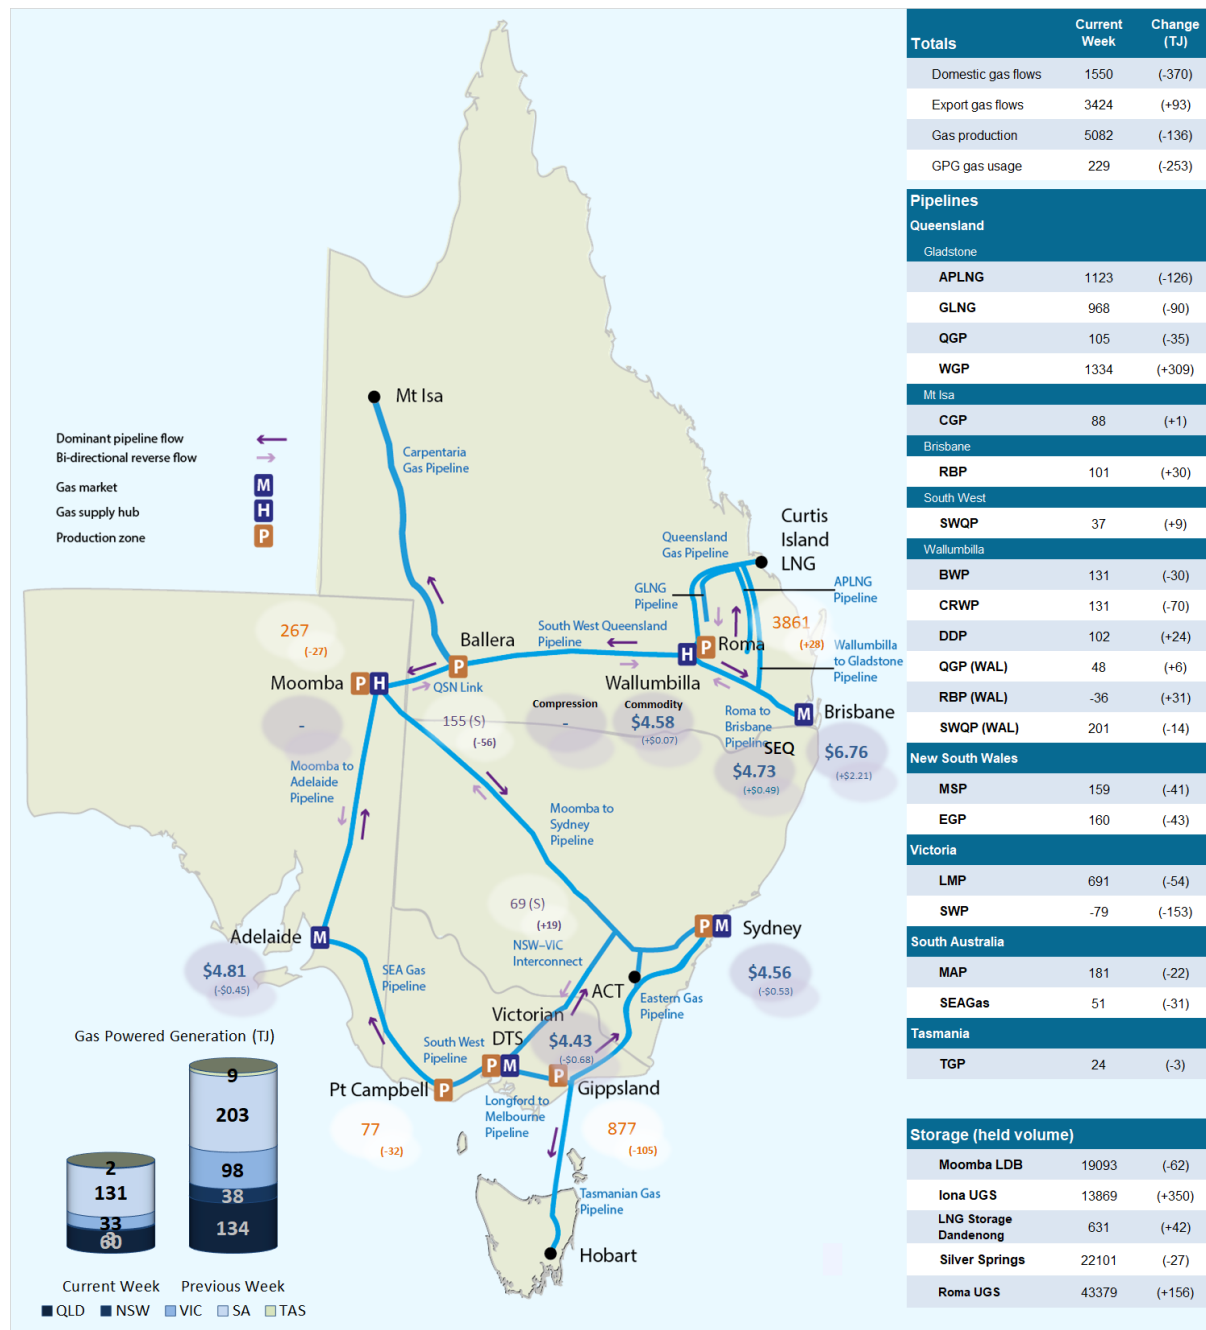 Mt Isa
Dominant pipeline flow
Bi-directional reverse flow
Gas market
M
Gas supply hub
H
Production zone
P
Carpentaria
Gas Pipeline
Curtis
Island
LNG
Queensland
Gas Pipeline
GLNG
Pipeline
APLNG
Pipeline
267
(-27)
3861
(+28)
South West Queensland
Pipeline
Ballera
P
H
P
Roma
Wallumbilla
to Gladstone
Pipeline
Moomba
P
H
QSN Link
Wallumbilla
Compression
-
Commodity
$4.58
(+$0.07)
-
155 (S)
(-56)
Roma to
Brisbane
Pipeline
M
Brisbane
SEQ
$4.73
(+$0.49)
$6.76
(+$2.21)
Moomba to
Adelaide
Pipeline
Moomba to
Sydney
Pipeline
69 (S)
(+19)
NSW–VIC
Interconnect
P
M
Sydney
$4.56
(-$0.53)
Adelaide
M
$4.81
(-$0.45)
SEA Gas
Pipeline
ACT
Eastern Gas
Pipeline
Victorian
DTS
$4.43
(-$0.68)
South West
Pipeline
P
M
P
Gippsland
Pt Campbell
P
Longford to
Melbourne
Pipeline
77
(-32)
877
(-105)
Tasmanian Gas
Pipeline
Hobart
Gas Powered Generation (TJ)
2
131
33
3
60
9
203
98
38
134
Current Week
Previous Week
QLD
NSW
VIC
SA
TAS
Totals Current Week Change (TJ)
Domestic gas flows 1550 (-370)
Export gas flows 3424 (+93)
Gas production 5082 (-136)
GPG gas usage 229 (-253)
Pipelines
Queensland
Gladstone
APLNG 1123 (-126)
GLNG 968 (-90)
QGP 105 (-35)
WGP 1334 (+309)
Mt Isa
CGP 88 (+1)
Brisbane
RBP 101 (+30)
South West
SWQP 37 (+9)
Wallumbilla
BWP 131 (-30)
CRWP 131 (-70)
DDP 102 (+24)
QGP (WAL) 48 (+6)
RBP (WAL) -36 (+31)
SWQP (WAL) 201 (-14)
New South Wales
MSP 159 (-41)
EGP 160 (-43)
Victoria
LMP 691 (-54)
SWP -79 (-153)
South Australia
MAP 181 (-22)
SEAGas 51 (-31)
Tasmania
TGP 24 (-3)
Storage (held volume)
Moomba LDB 19093 (-62)
Iona UGS 13869 (+350)
LNG Storage
Dandenong 631 (+42)
Silver Springs 22101 (-27)
Roma UGS 43379 (+156)